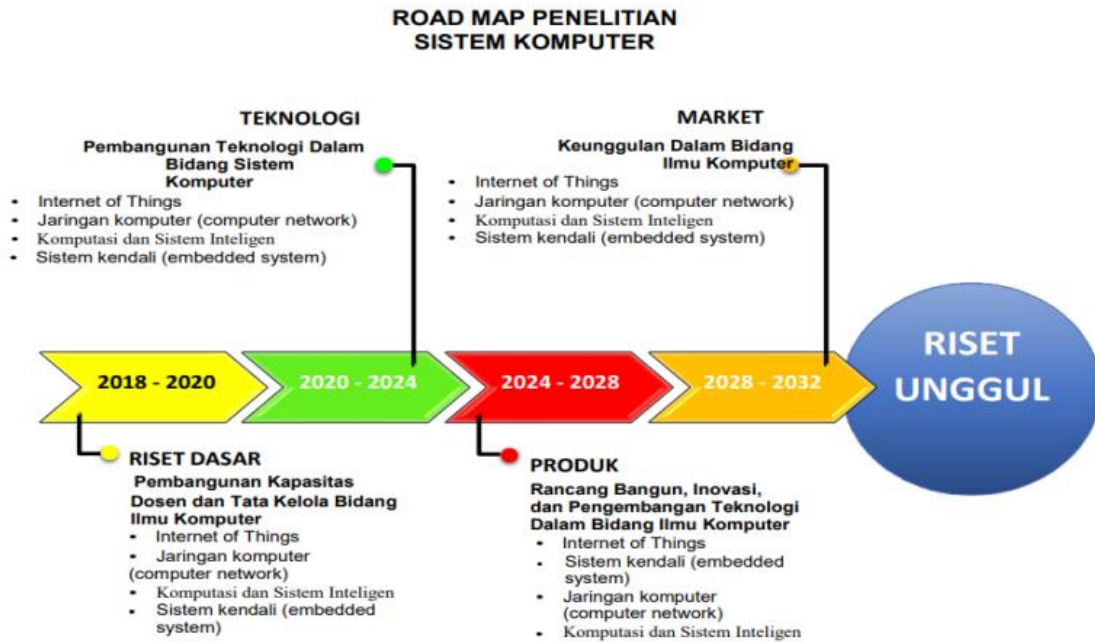 ROAD MAP PENELITIAN
SISTEM KOMPUTER
TEKNOLOGI
Pembangunan Teknologi Dalam
Bidang Sistem
Komputer
• Internet of Things
• Jaringan komputer (computer network)
• Komputasi dan Sistem Inteligen
• Sistem kendali (embedded system)
MARKET
Keunggulan Dalam Bidang
Ilmu Komputer
• Internet of Things
• Jaringan komputer (computer network)
• Komputasi dan Sistem Inteligen
• Sistem kendali (embedded system)
2018 - 2020
2020 - 2024
2024 - 2028
2028 - 2032
RISET
UNGGUL
RISET DASAR
Pembangunan Kapasitas
Dosen dan Tata Kelola Bidang
Ilmu Komputer
• Internet of Things
• Jaringan komputer
(computer network)
• Komputasi dan Sistem Inteligen
• Sistem kendali (embedded
system)
PRODUK
Rancang Bangun, Inovasi,
dan Pengembangan Teknologi
Dalam Bidang Ilmu Komputer
• Internet of Things
• Sistem kendali (embedded
system)
• Jaringan komputer
(computer network)
• Komputasi dan Sistem Inteligen